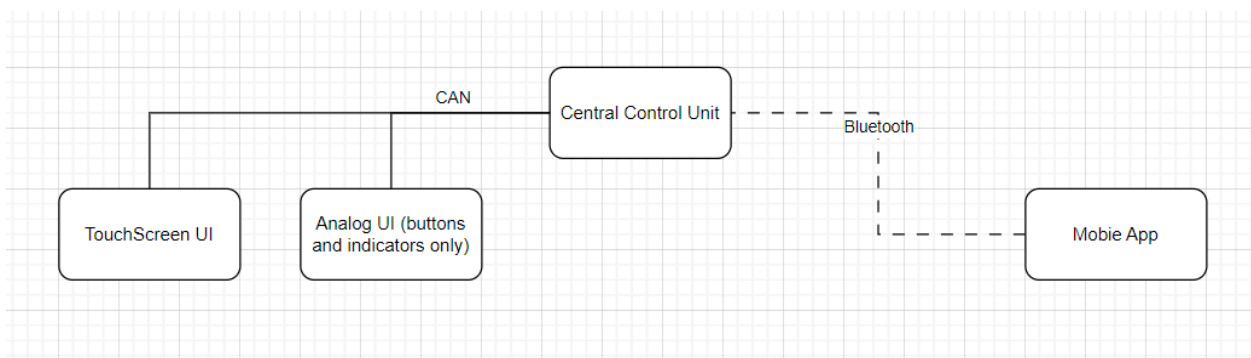 CAN
Central Control Unit
Bluetooth
TouchScreen UI
Analog UI (buttons
and indicators only)
Mobie App